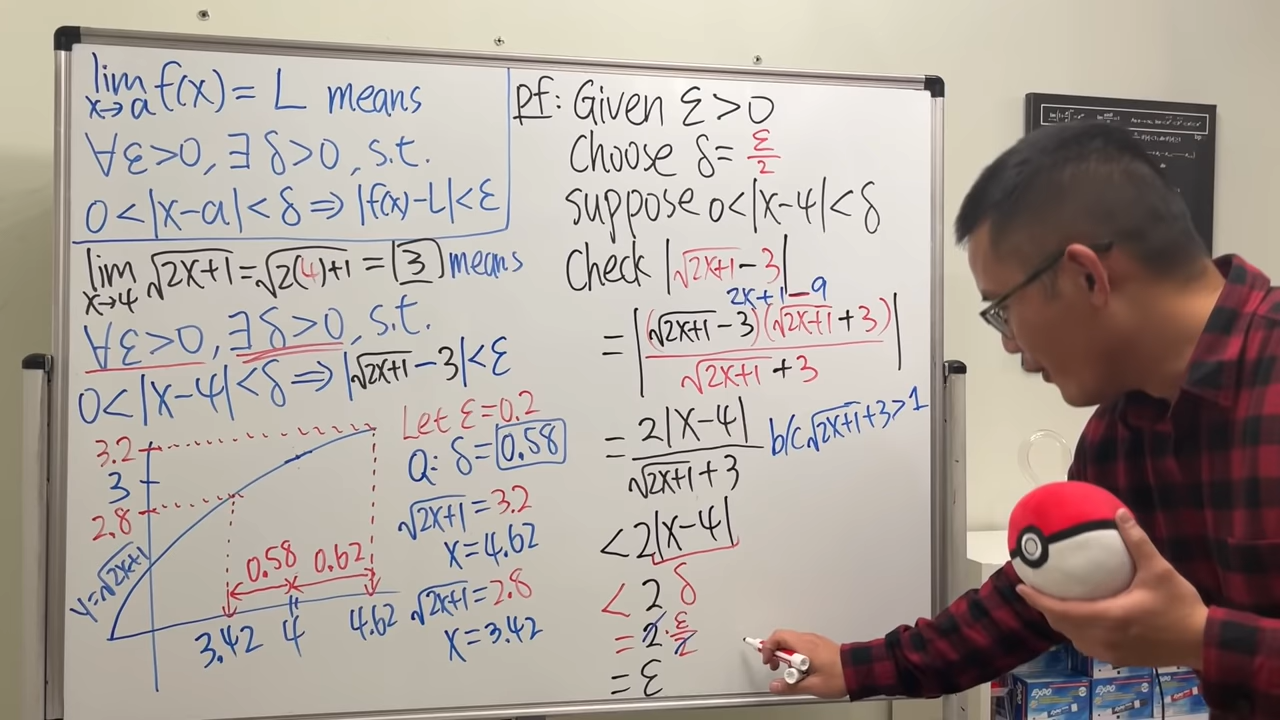 lim x→a f(x) = L means
∀ε>0, ∃ δ>0, s.t.
0<|x-a|<δ ⇒ |f(x)-L|<ε
lim x→4 √2x+1 = √2(4)+1 = 3 means
∀ε>0, ∃ δ>0, s.t.
0<|x-4|<δ ⇒ |√2x+1 -3|<ε
3.2
3
2.8
y=√2x+1
0.58 0.62
3.42 4 4.62
Let ε=0.2
Q: δ= 0.58
√2x+1 = 3.2
x=4.62
√2x+1 = 2.8
x=3.42
pf: Given ε>0
Choose δ= ε/2
suppose 0<|x-4|<δ
Check |√2x+1 -3|
2x+1-9
= |(√2x+1 -3)(√2x+1 +3) / √2x+1 +3|
= 2|x-4| / √2x+1 +3 b/c √2x+1+3>1
< 2|x-4|
< 2 δ
= 2·ε/2
= ε
EXPO
EXPO